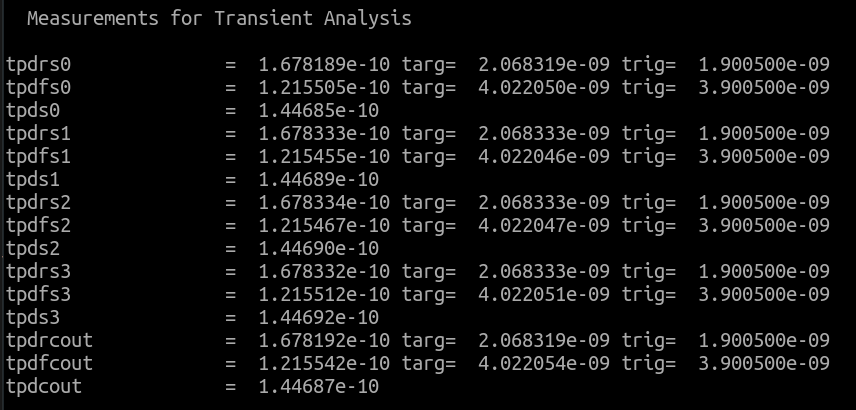 Measurements for Transient Analysis
tpdrs0 = 1.678189e-10 targ= 2.068319e-09 trig= 1.900500e-09
tpdfs0 = 1.215505e-10 targ= 4.022050e-09 trig= 3.900500e-09
tpds0 = 1.44685e-10
tpdrs1 = 1.678333e-10 targ= 2.068333e-09 trig= 1.900500e-09
tpdfs1 = 1.215455e-10 targ= 4.022046e-09 trig= 3.900500e-09
tpds1 = 1.44689e-10
tpdrs2 = 1.678334e-10 targ= 2.068333e-09 trig= 1.900500e-09
tpdfs2 = 1.215467e-10 targ= 4.022047e-09 trig= 3.900500e-09
tpds2 = 1.44690e-10
tpdrs3 = 1.678332e-10 targ= 2.068333e-09 trig= 1.900500e-09
tpdfs3 = 1.215512e-10 targ= 4.022051e-09 trig= 3.900500e-09
tpds3 = 1.44692e-10
tpdrcout = 1.678192e-10 targ= 2.068319e-09 trig= 1.900500e-09
tpdfcout = 1.215542e-10 targ= 4.022054e-09 trig= 3.900500e-09
tpdcout = 1.44687e-10